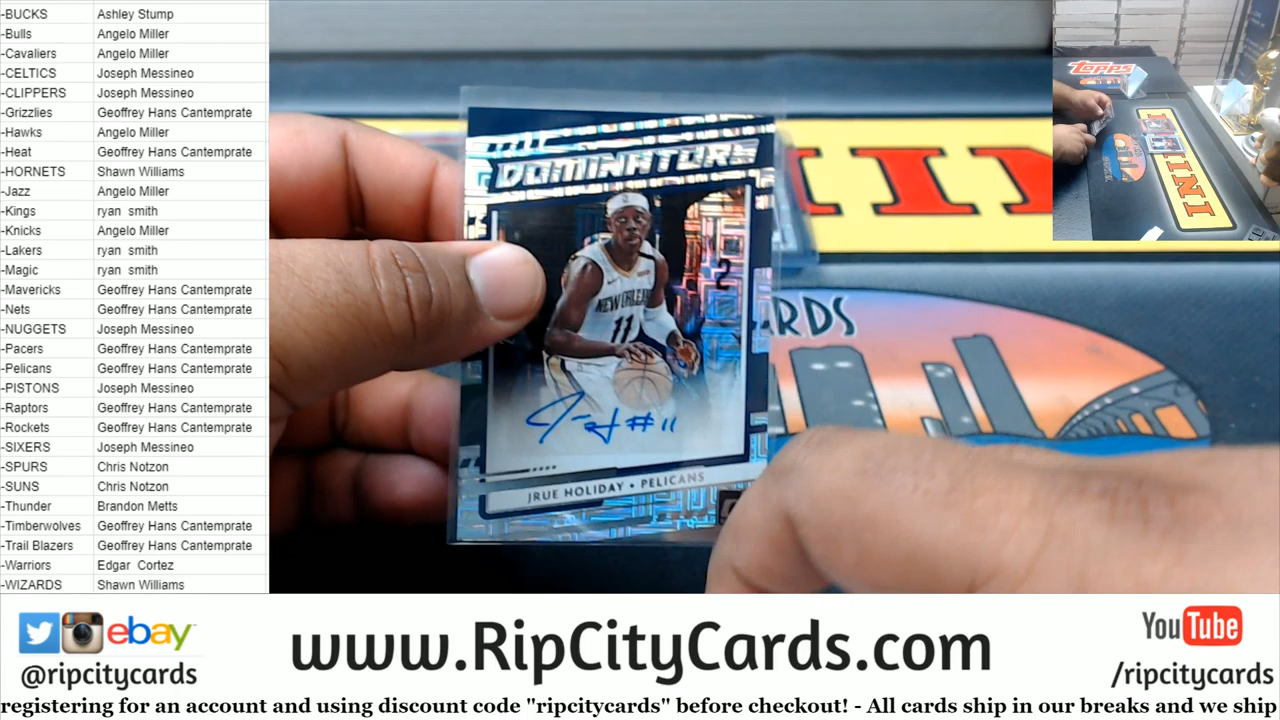 -BUCKS Ashley Stump
-Bulls Angelo Miller
-Cavaliers Angelo Miller
-CELTICS Joseph Messineo
-CLIPPERS Joseph Messineo
-Grizzlies Geoffrey Hans Cantemprate
-Hawks Angelo Miller
-Heat Geoffrey Hans Cantemprate
-HORNETS Shawn Williams
-Jazz Angelo Miller
-Kings ryan smith
-Knicks Angelo Miller
-Lakers ryan smith
-Magic ryan smith
-Mavericks Geoffrey Hans Cantemprate
-Nets Geoffrey Hans Cantemprate
-NUGGETS Joseph Messineo
-Pacers Geoffrey Hans Cantemprate
-Pelicans Geoffrey Hans Cantemprate
-PISTONS Joseph Messineo
-Raptors Geoffrey Hans Cantemprate
-Rockets Geoffrey Hans Cantemprate
-SIXERS Joseph Messineo
-SPURS Chris Notzon
-SUNS Chris Notzon
-Thunder Brandon Metts
-Timberwolves Geoffrey Hans Cantemprate
-Trail Blazers Geoffrey Hans Cantemprate
-Warriors Edgar Cortez
-WIZARDS Shawn Williams
DOMINATORS
NEW ORLEANS
11
#11
JRUE HOLIDAY • PELICANS
INI
RDS
Topps
INI
ebay
@ripcitycards
www.RipCityCards.com
YouTube
/ripcitycards
registering for an account and using discount code "ripcitycards" before checkout! - All cards ship in our breaks and we ship